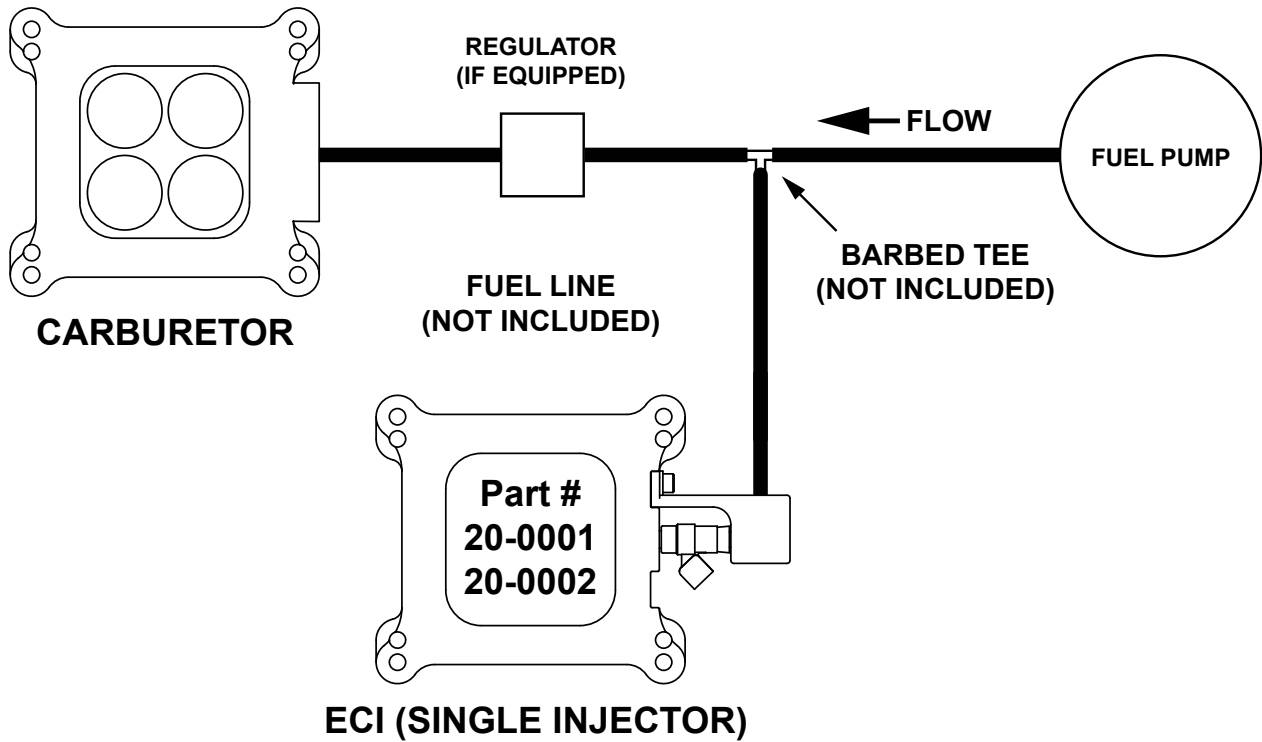 REGULATOR
(IF EQUIPPED)
FLOW
FUEL PUMP
BARBED TEE
(NOT INCLUDED)
FUEL LINE
(NOT INCLUDED)
CARBURETOR
Part #
20-0001
20-0002
ECI (SINGLE INJECTOR)